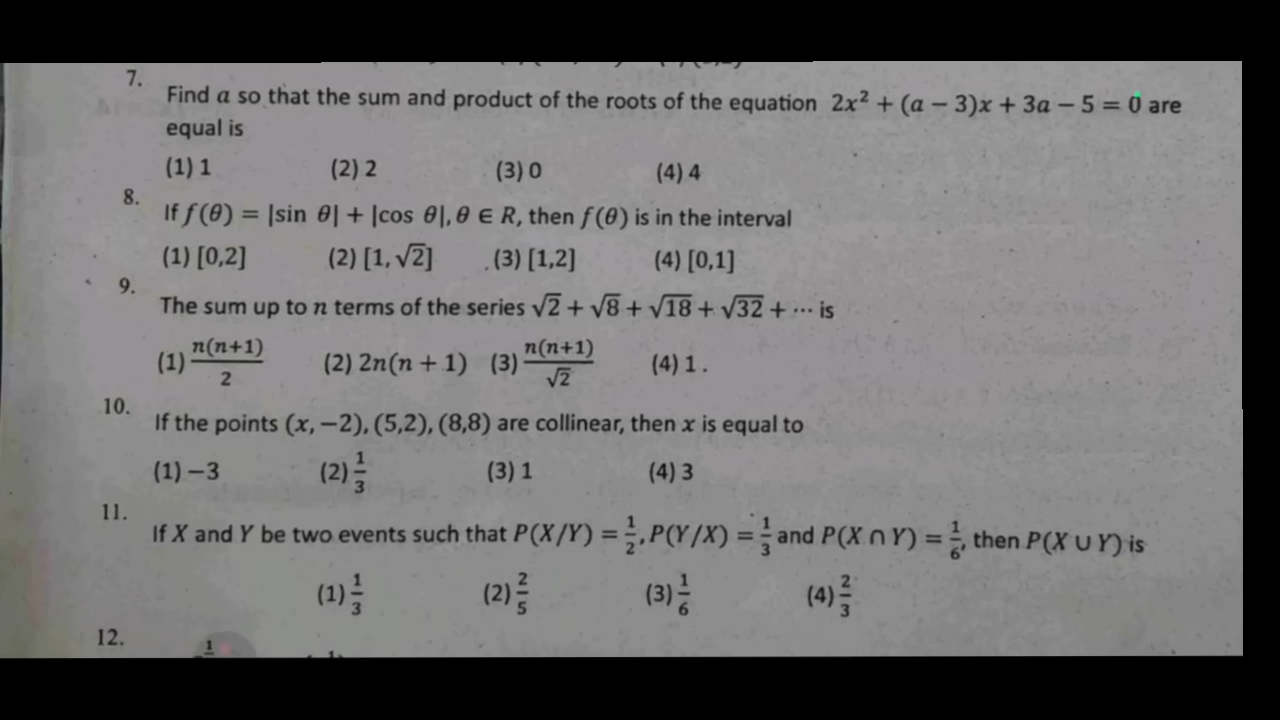 7.
Find a so that the sum and product of the roots of the equation 2x² + (a − 3)x + 3a − 5 = 0 are
equal is
(1) 1 (2) 2 (3) 0 (4) 4
8.
If f(θ) = |sin θ| + |cos θ|, θ ∈ R, then f(θ) is in the interval
(1) [0,2] (2) [1, √2] (3) [1,2] (4) [0,1]
9.
The sum up to n terms of the series √2 + √8 + √18 + √32 + ⋯ is
(1) n(n+1)/2 (2) 2n(n + 1) (3) n(n+1)/√2 (4) 1.
10.
If the points (x, −2), (5,2), (8,8) are collinear, then x is equal to
(1) −3 (2) 1/3 (3) 1 (4) 3
11.
If X and Y be two events such that P(X/Y) = 1/2, P(Y/X) = 1/3 and P(X ∩ Y) = 1/6, then P(X ∪ Y) is
(1) 1/3 (2) 2/5 (3) 1/6 (4) 2/3
12.